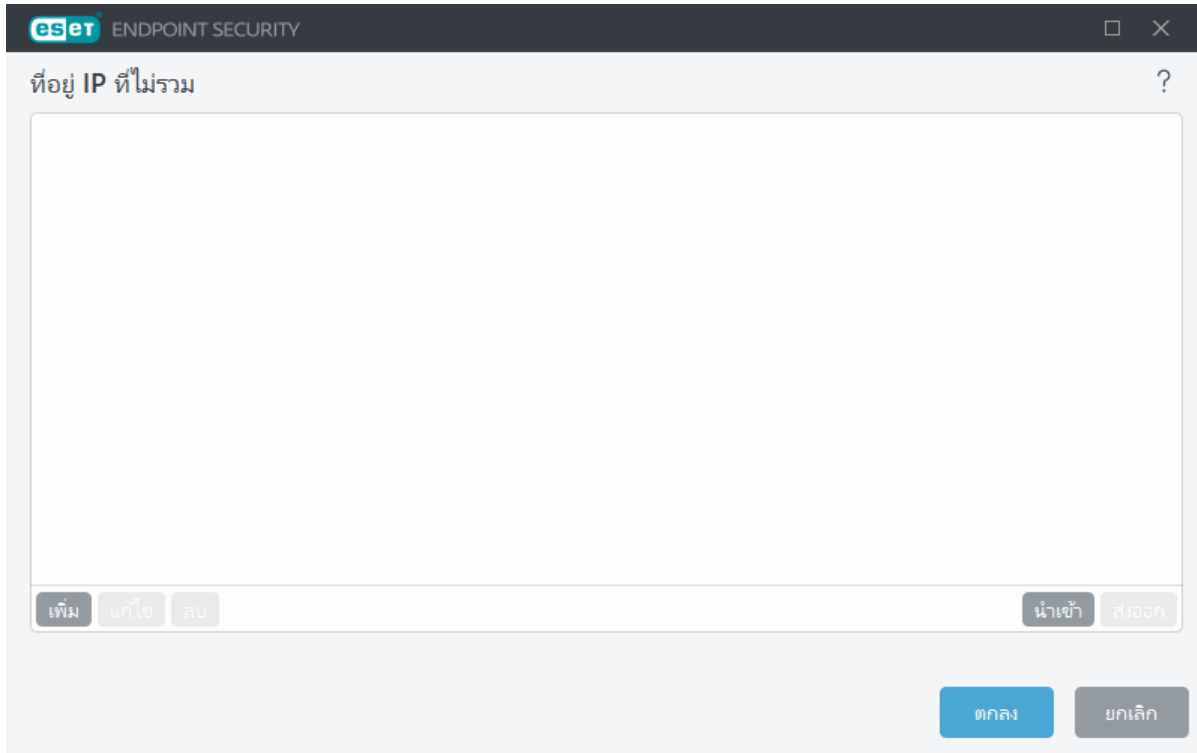 eset ENDPOINT SECURITY
ที่อยู่ IP ที่ไม่รวม
?
เพิ่ม แก้ไข ลบ นำเข้า ส่งออก
ตกลง ยกเลิก